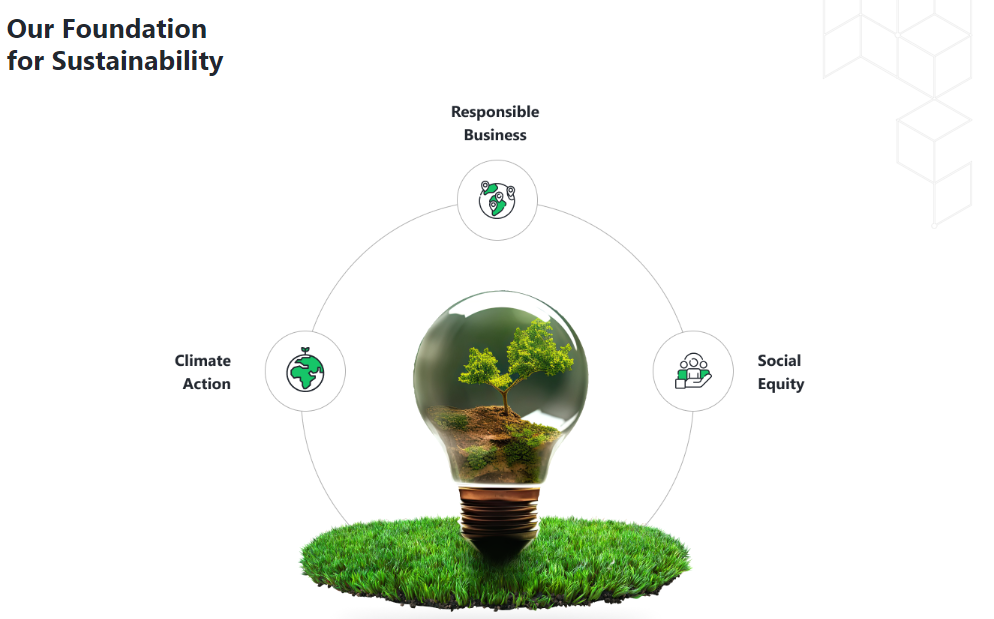 Our Foundation
for Sustainability
Responsible
Business
Climate
Action
Social
Equity